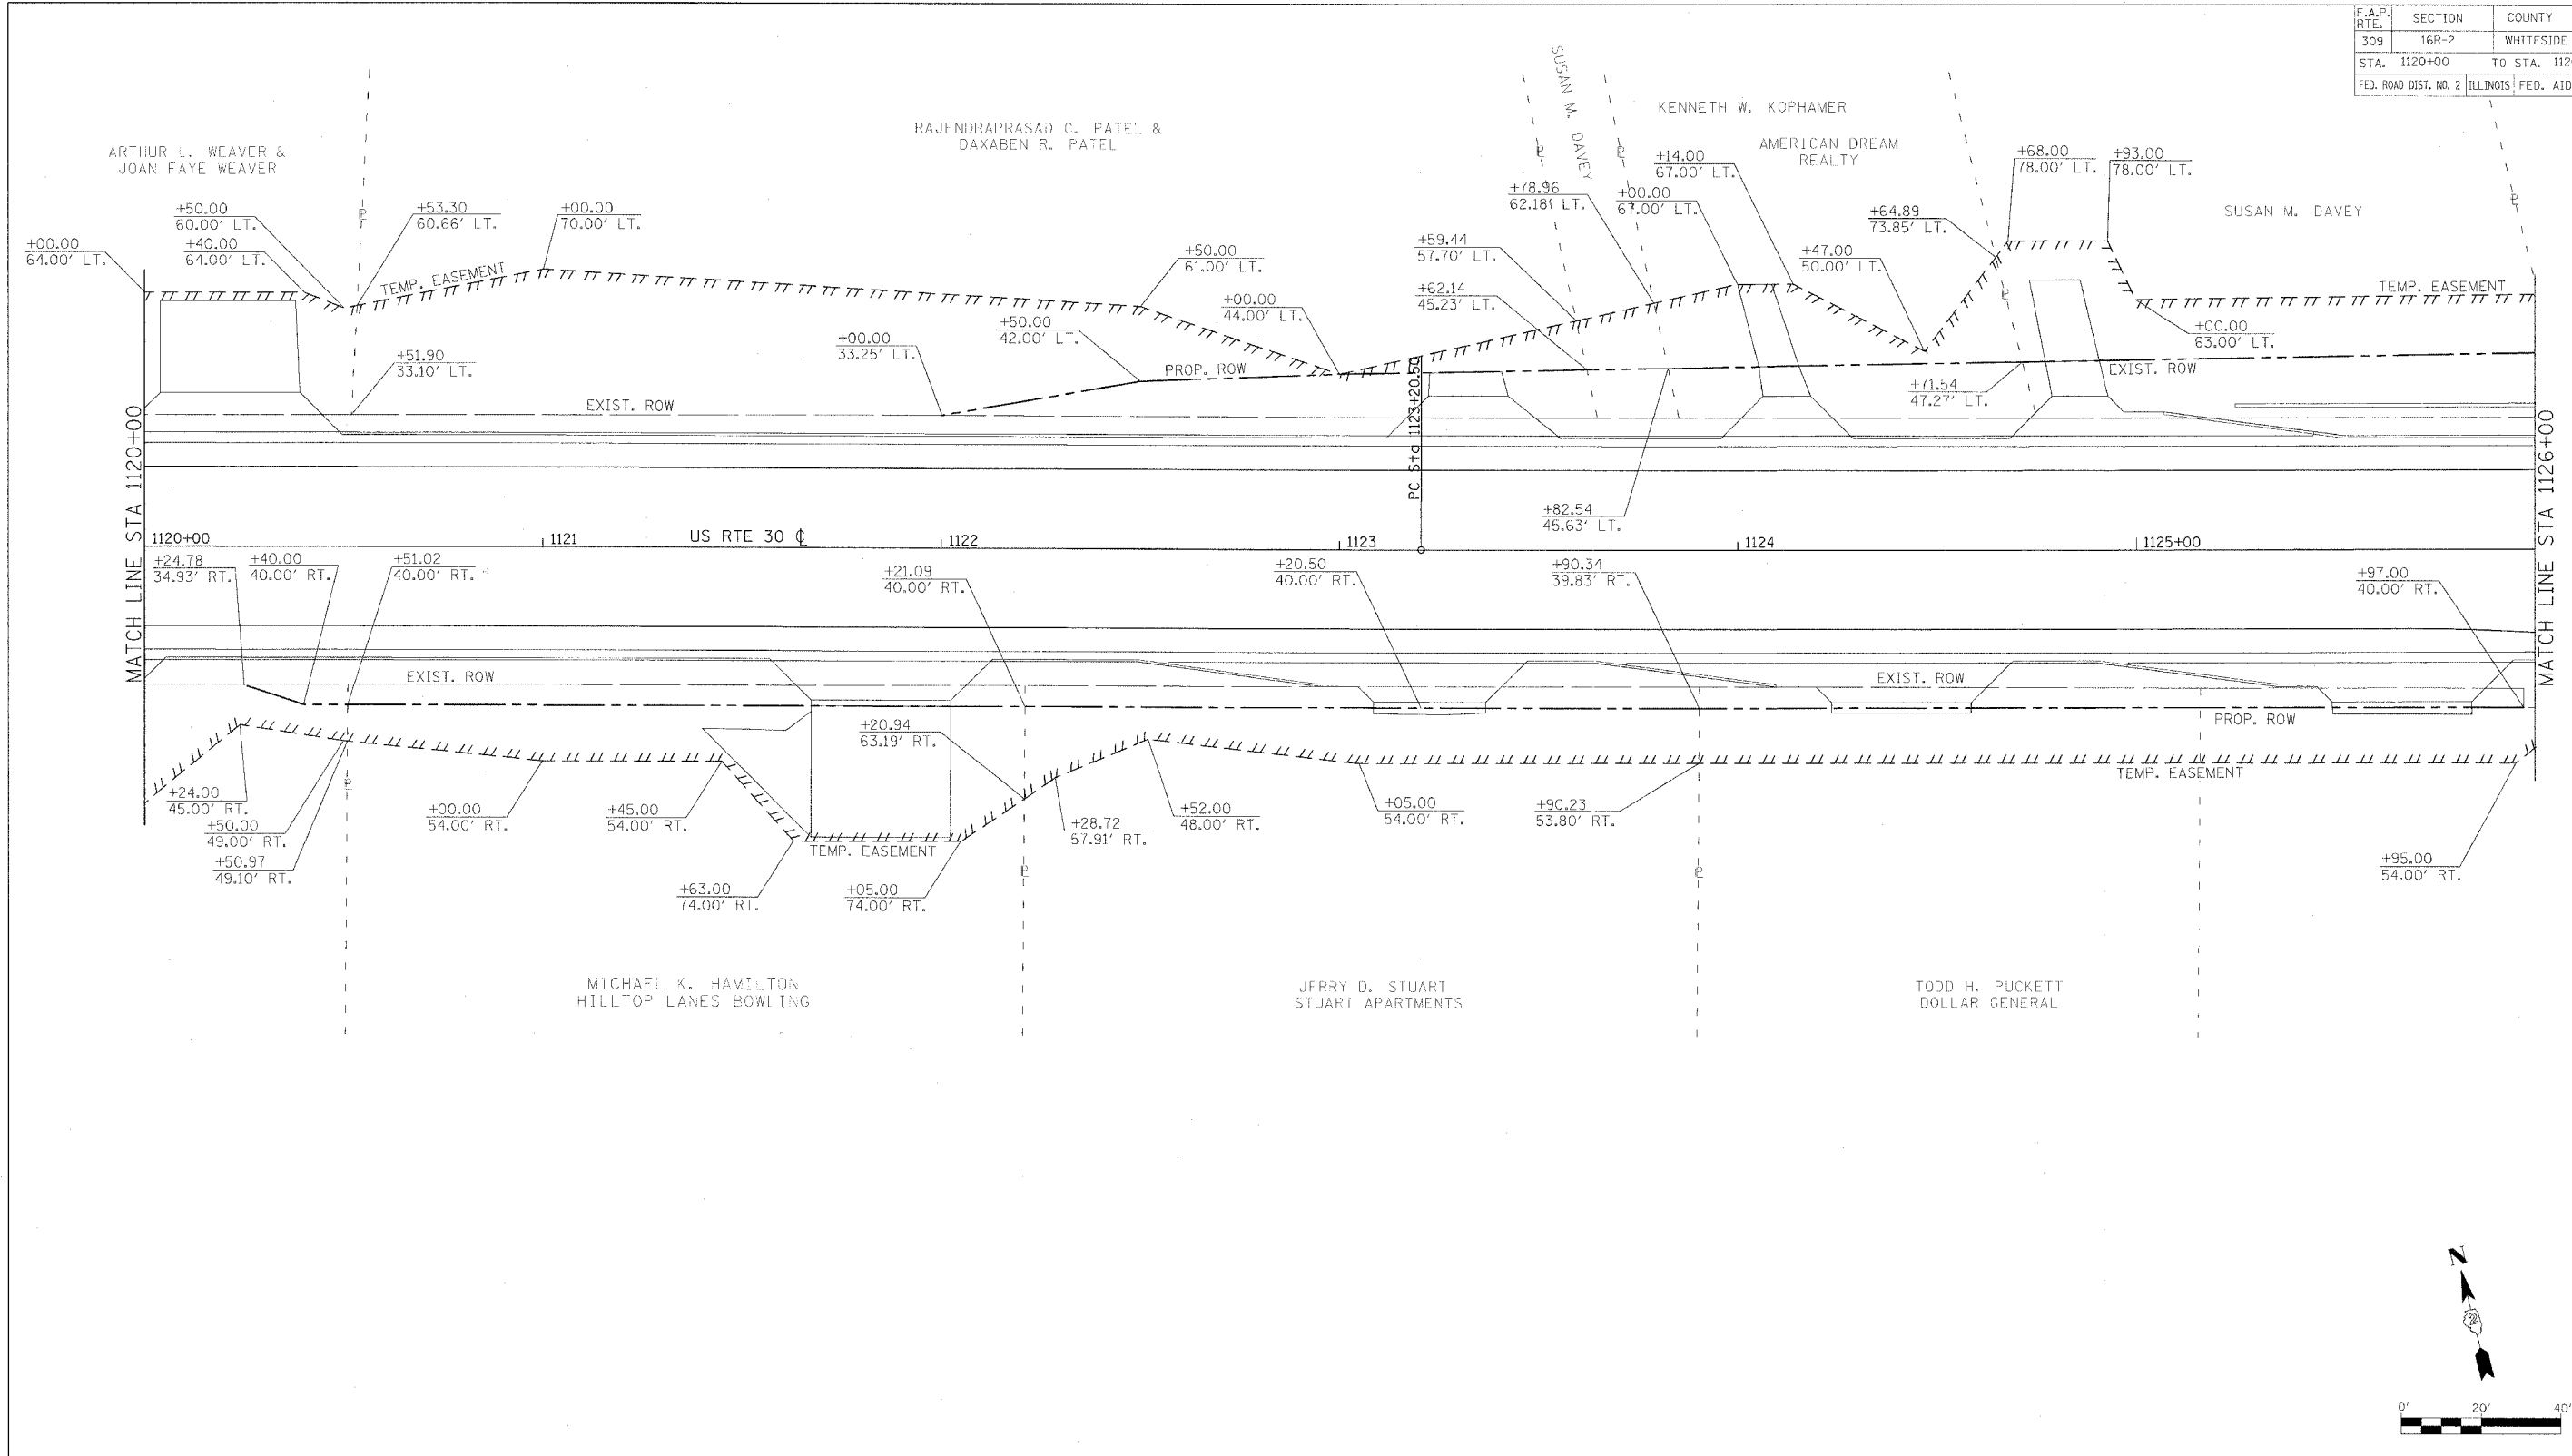 F.A.P. RTE. SECTION COUNTY
309 16R-2 WHITESIDE
STA. 1120+00 TO STA. 112
FED. ROAD DIST. NO. 2 ILLINOIS FED. AID
SUSAN M. DAVEY
KENNETH W. KOPHAMER
RAJENDRAPRASAD C. PATEL &
DAXABEN R. PATEL
AMERICAN DREAM
REALTY
ARTHUR L. WEAVER &
JOAN FAYE WEAVER
SUSAN M. DAVEY
+00.00
64.00' LT.
+50.00
60.00' LT.
+40.00
64.00' LT.
+53.30
60.66' LT.
+00.00
70.00' LT.
+50.00
61.00' LT.
+00.00
44.00' LT.
+59.44
57.70' LT.
+62.14
45.23' LT.
+78.96
62.18' LT.
+00.00
67.00' LT.
+14.00
67.00' LT.
+47.00
50.00' LT.
+64.89
73.85' LT.
+68.00
78.00' LT.
+93.00
78.00' LT.
TEMP. EASEMENT
TEMP. EASEMENT
+00.00
63.00' LT.
+51.90
33.10' LT.
+00.00
33.25' LT.
+50.00
42.00' LT.
PROP. ROW
EXIST. ROW
EXIST. ROW
+71.54
47.27' LT.
+82.54
45.63' LT.
PC Sta 1123+20.50
MATCH LINE STA 1120+00
MATCH LINE STA 1126+00
1120+00
1121
US RTE 30 ℄
1122
1123
1124
1125+00
+24.78
34.93' RT.
+40.00
40.00' RT.
+51.02
40.00' RT.
+21.09
40.00' RT.
+20.50
40.00' RT.
+90.34
39.83' RT.
+97.00
40.00' RT.
EXIST. ROW
EXIST. ROW
PROP. ROW
TEMP. EASEMENT
+24.00
45.00' RT.
+50.00
49.00' RT.
+50.97
49.10' RT.
+00.00
54.00' RT.
+45.00
54.00' RT.
+20.94
63.19' RT.
TEMP. EASEMENT
+63.00
74.00' RT.
+05.00
74.00' RT.
+28.72
57.91' RT.
+52.00
48.00' RT.
+05.00
54.00' RT.
+90.23
53.80' RT.
+95.00
54.00' RT.
MICHAEL K. HAMILTON
HILLTOP LANES BOWLING
JERRY D. STUART
STUART APARTMENTS
TODD H. PUCKETT
DOLLAR GENERAL
N
2
0' 20' 40'